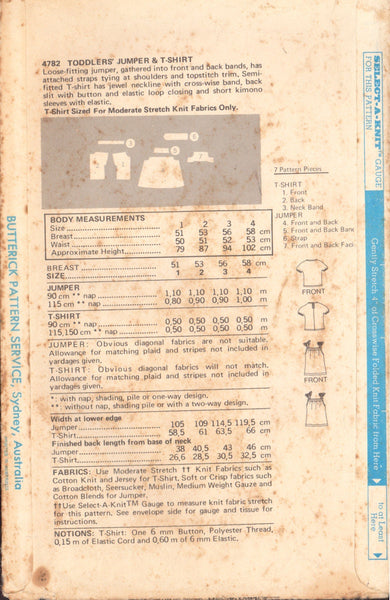 4782 TODDLERS' JUMPER & T-SHIRT
Loose-fitting jumper, gathered into front and back bands, has
attached straps tying at shoulders and topstitch trim. Semi-
fitted T-shirt has jewel neckline with cross-wise band, back
slit with button and elastic loop closing and short kimono
sleeves with elastic.
T-Shirt Sized For Moderate Stretch Knit Fabrics Only.
7 Pattern Pieces
T-SHIRT
1. Front
2. Back
3. Neck Band
JUMPER
4. Front and Back
5. Front and Back Band
6. Strap
7. Front and Back Faci
BODY MEASUREMENTS
Size 1 2 3 4
Breast 51 53 56 58 cm
Waist 50 51 52 53 cm
Approximate Height 79 87 94 102 cm
BREAST 51 53 56 58 cm
SIZE 1 2 3 4
JUMPER
90 cm ** nap 1,10 1,10 1,10 1,10 m
115 cm ** nap 0,80 0,90 0,90 1,00 m
T-SHIRT
90 cm ** nap 0,50 0,50 0,50 0,50 m
115,150 cm ** nap 0,50 0,50 0,50 0,50 m
JUMPER: Obvious diagonal fabrics are not suitable.
Allowance for matching plaid and stripes not included in
yardages given.
T-SHIRT: Obvious diagonal fabrics will not match.
Allowance for matching plaid and stripes not included in
yardages given.
*: with nap, shading, pile or one-way design.
**: without nap, shading pile or with a two-way design.
Width at lower edge
Jumper 105 109 114,5 119,5 cm
T-Shirt 58,5 61 63,5 66 cm
Finished back length from base of neck
Jumper 38 40,5 43 46 cm
T-Shirt 26,6 28,5 30,5 32,5 cm
FABRICS: Use Moderate Stretch †† Knit Fabrics such as
Cotton Knit and Jersey for T-Shirt, Soft or Crisp fabrics such
as Broadcloth, Seersucker, Muslin, Medium Weight Gauze and
Cotton Blends for Jumper.
††Use Select-A-Knit™ Gauge to measure knit fabric stretch
for this pattern. See envelope side for gauge and tissue for
instructions.
NOTIONS: T-Shirt: One 6 mm Button, Polyester Thread,
0,15 m of Elastic Cord and 0,60 m of 6 mm Elastic.
FRONT
FRONT
BUTTERICK PATTERN SERVICE, Sydney, Australia
SELECT-A-KNIT™ GAUGE
FOR THIS PATTERN
Gently Stretch 4" of Crosswise Folded Knit Fabric from Here
to at Least
Here